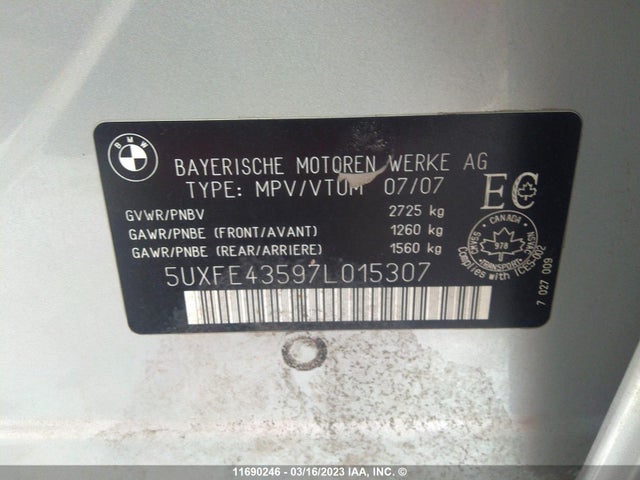 BMW
BAYERISCHE MOTOREN WERKE AG
TYPE: MPV/VTUM 07/07
GVWR/PNBV 2725 kg
GAWR/PNBE (FRONT/AVANT) 1260 kg
GAWR/PNBE (REAR/ARRIERE) 1560 kg
5UXFE43597L015307
EC
CANADA
978
TRANSPORT
Complies with ICES-002
7 027 009
11690246 - 03/16/2023 IAA, Inc. ©